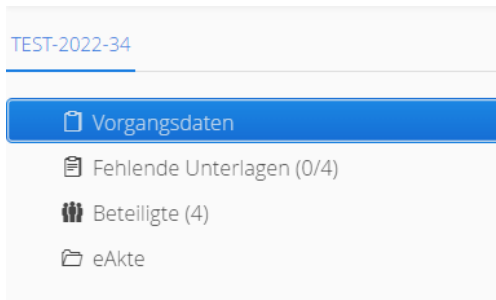 TEST-2022-34
Vorgangsdaten
Fehlende Unterlagen (0/4)
Beteiligte (4)
eAkte